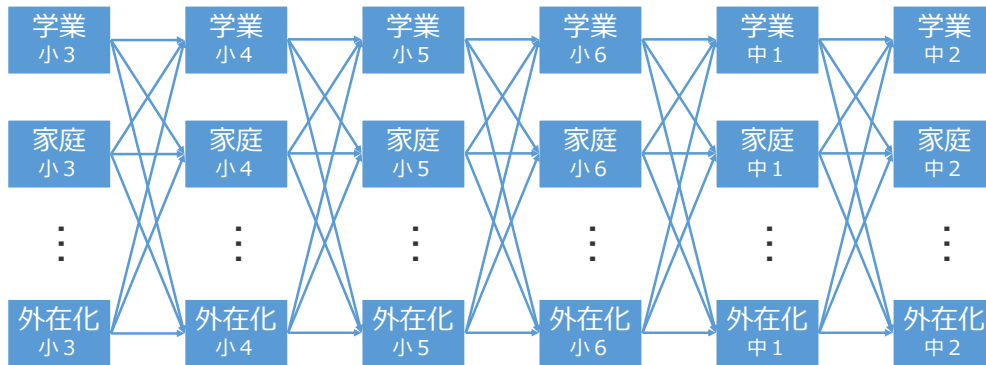 学業 学業 学業 学業 学業 学業
小3 小4 小5 小6 中1 中2
家庭 家庭 家庭 家庭 家庭 家庭
小3 小4 小5 小6 中1 中2
⋮ ⋮ ⋮ ⋮ ⋮ ⋮
外在化 外在化 外在化 外在化 外在化 外在化
小3 小4 小5 小6 中1 中2